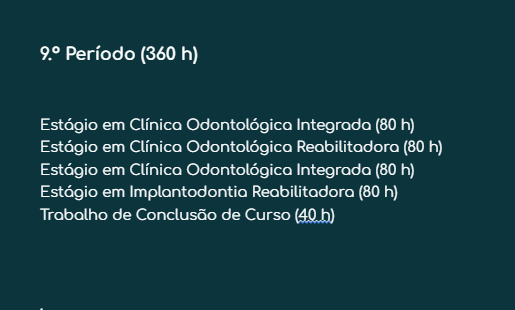 9.º Período (360 h)
Estágio em Clínica Odontológica Integrada (80 h)
Estágio em Clínica Odontológica Reabilitadora (80 h)
Estágio em Clínica Odontológica Integrada (80 h)
Estágio em Implantodontia Reabilitadora (80 h)
Trabalho de Conclusão de Curso (40 h)